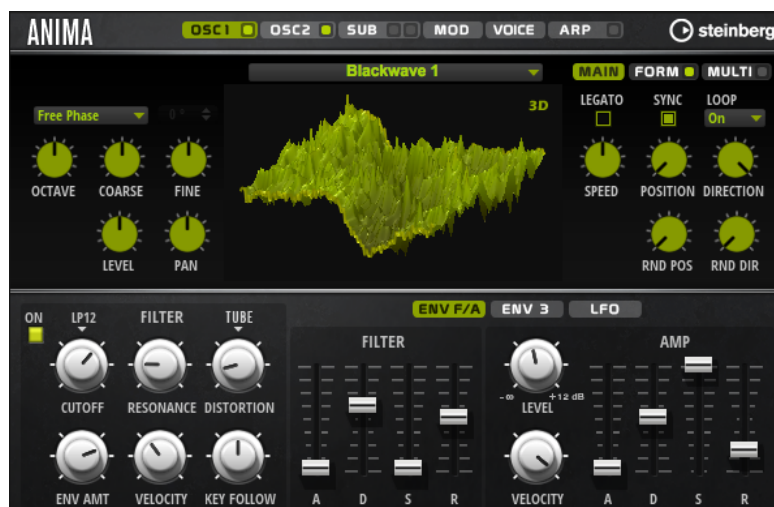 ANIMA OSC1 OSC2 SUB MOD VOICE ARP steinberg
Blackwave 1 MAIN FORM MULTI
3D
LEGATO SYNC LOOP
On
Free Phase 0 °
OCTAVE COARSE FINE SPEED POSITION DIRECTION
LEVEL PAN RND POS RND DIR
ENV F/A ENV 3 LFO
ON LP12 FILTER TUBE
FILTER AMP
CUTOFF RESONANCE DISTORTION
-∞ +12 dB
LEVEL
ENV AMT VELOCITY KEY FOLLOW A D S R VELOCITY A D S R